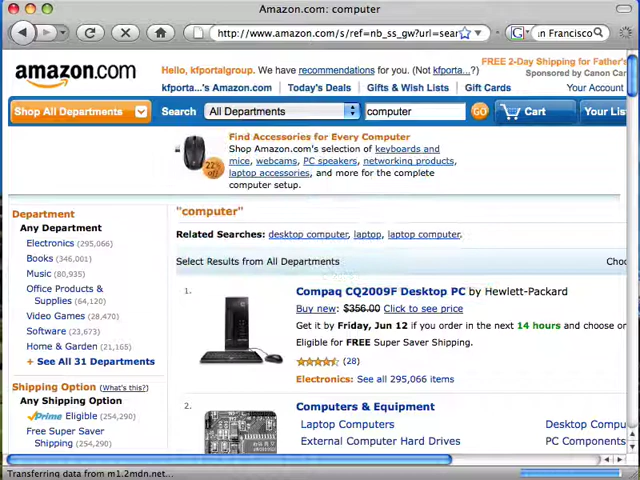 Amazon.com: computer
http://www.amazon.com/s/ref=nb_ss_gw?url=sear
n Francisco
amazon.com
Hello, kfportalgroup. We have recommendations for you. (Not kfporta...?)
FREE 2-Day Shipping for Father's
Sponsored by Canon Car
kfporta...'s Amazon.com
Today's Deals
Gifts & Wish Lists
Gift Cards
Your Account
Shop All Departments
Search
All Departments
computer
GO
Cart
Your Lis
Find Accessories for Every Computer
Shop Amazon.com's selection of keyboards and
mice, webcams, PC speakers, networking products,
laptop accessories, and more for the complete
computer setup.
22%
off
Department
Any Department
Electronics (295,066)
Books (346,001)
Music (80,935)
Office Products &
Supplies (64,120)
Video Games (28,470)
Software (23,673)
Home & Garden (21,165)
+ See All 31 Departments
Shipping Option (What's this?)
Any Shipping Option
Prime Eligible (254,290)
Free Super Saver
Shipping (254,290)
"computer"
Related Searches: desktop computer, laptop, laptop computer.
Select Results from All Departments
Choo
1.
Compaq CQ2009F Desktop PC by Hewlett-Packard
Buy new: $356.00 Click to see price
Get it by Friday, Jun 12 if you order in the next 14 hours and choose on
Eligible for FREE Super Saver Shipping.
(28)
Electronics: See all 295,066 items
2.
Computers & Equipment
Laptop Computers
Desktop Compu
External Computer Hard Drives
PC Components
Transferring data from m1.2mdn.net...